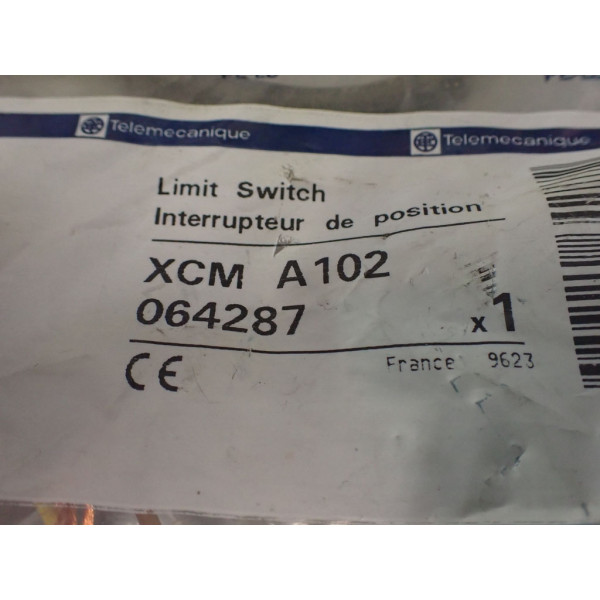 Telemecanique Telemecanique
Limit Switch
Interrupteur de position
XCM A102
064287 x1
CE France 9623